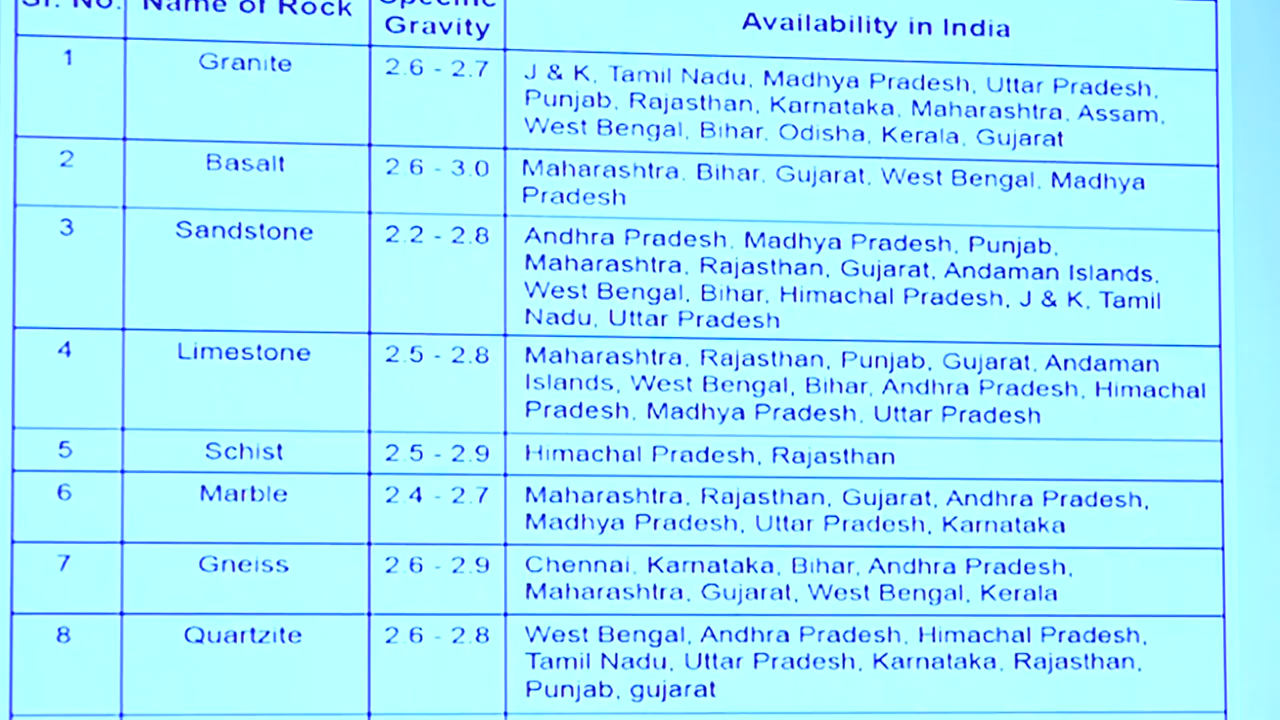 Sr. No. Name of Rock Specific
Gravity Availability in India
1 Granite 2.6 - 2.7 J & K, Tamil Nadu, Madhya Pradesh, Uttar Pradesh,
Punjab, Rajasthan, Karnataka, Maharashtra, Assam,
West Bengal, Bihar, Odisha, Kerala, Gujarat
2 Basalt 2.6 - 3.0 Maharashtra, Bihar, Gujarat, West Bengal, Madhya
Pradesh
3 Sandstone 2.2 - 2.8 Andhra Pradesh, Madhya Pradesh, Punjab,
Maharashtra, Rajasthan, Gujarat, Andaman Islands,
West Bengal, Bihar, Himachal Pradesh, J & K, Tamil
Nadu, Uttar Pradesh
4 Limestone 2.5 - 2.8 Maharashtra, Rajasthan, Punjab, Gujarat, Andaman
Islands, West Bengal, Bihar, Andhra Pradesh, Himachal
Pradesh, Madhya Pradesh, Uttar Pradesh
5 Schist 2.5 - 2.9 Himachal Pradesh, Rajasthan
6 Marble 2.4 - 2.7 Maharashtra, Rajasthan, Gujarat, Andhra Pradesh,
Madhya Pradesh, Uttar Pradesh, Karnataka
7 Gneiss 2.6 - 2.9 Chennai, Karnataka, Bihar, Andhra Pradesh,
Maharashtra, Gujarat, West Bengal, Kerala
8 Quartzite 2.6 - 2.8 West Bengal, Andhra Pradesh, Himachal Pradesh,
Tamil Nadu, Uttar Pradesh, Karnataka, Rajasthan,
Punjab, gujarat